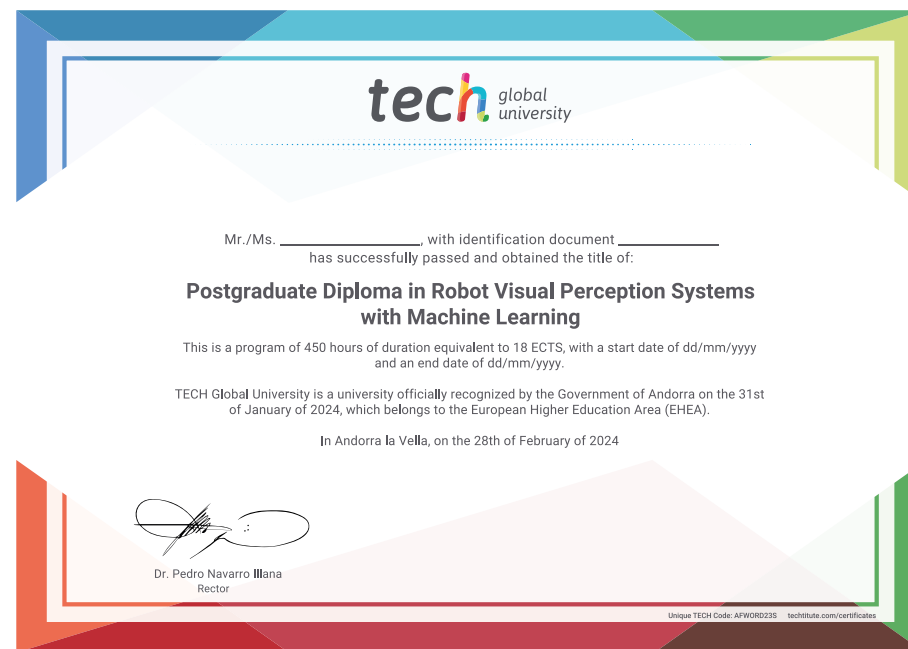 tech global university
Mr./Ms. ____________________, with identification document ______________
has successfully passed and obtained the title of:
Postgraduate Diploma in Robot Visual Perception Systems
with Machine Learning
This is a program of 450 hours of duration equivalent to 18 ECTS, with a start date of dd/mm/yyyy
and an end date of dd/mm/yyyy.
TECH Global University is a university officially recognized by the Government of Andorra on the 31st
of January of 2024, which belongs to the European Higher Education Area (EHEA).
In Andorra la Vella, on the 28th of February of 2024
Dr. Pedro Navarro Illana
Rector
Unique TECH Code: AFWORD23S techtitute.com/certificates